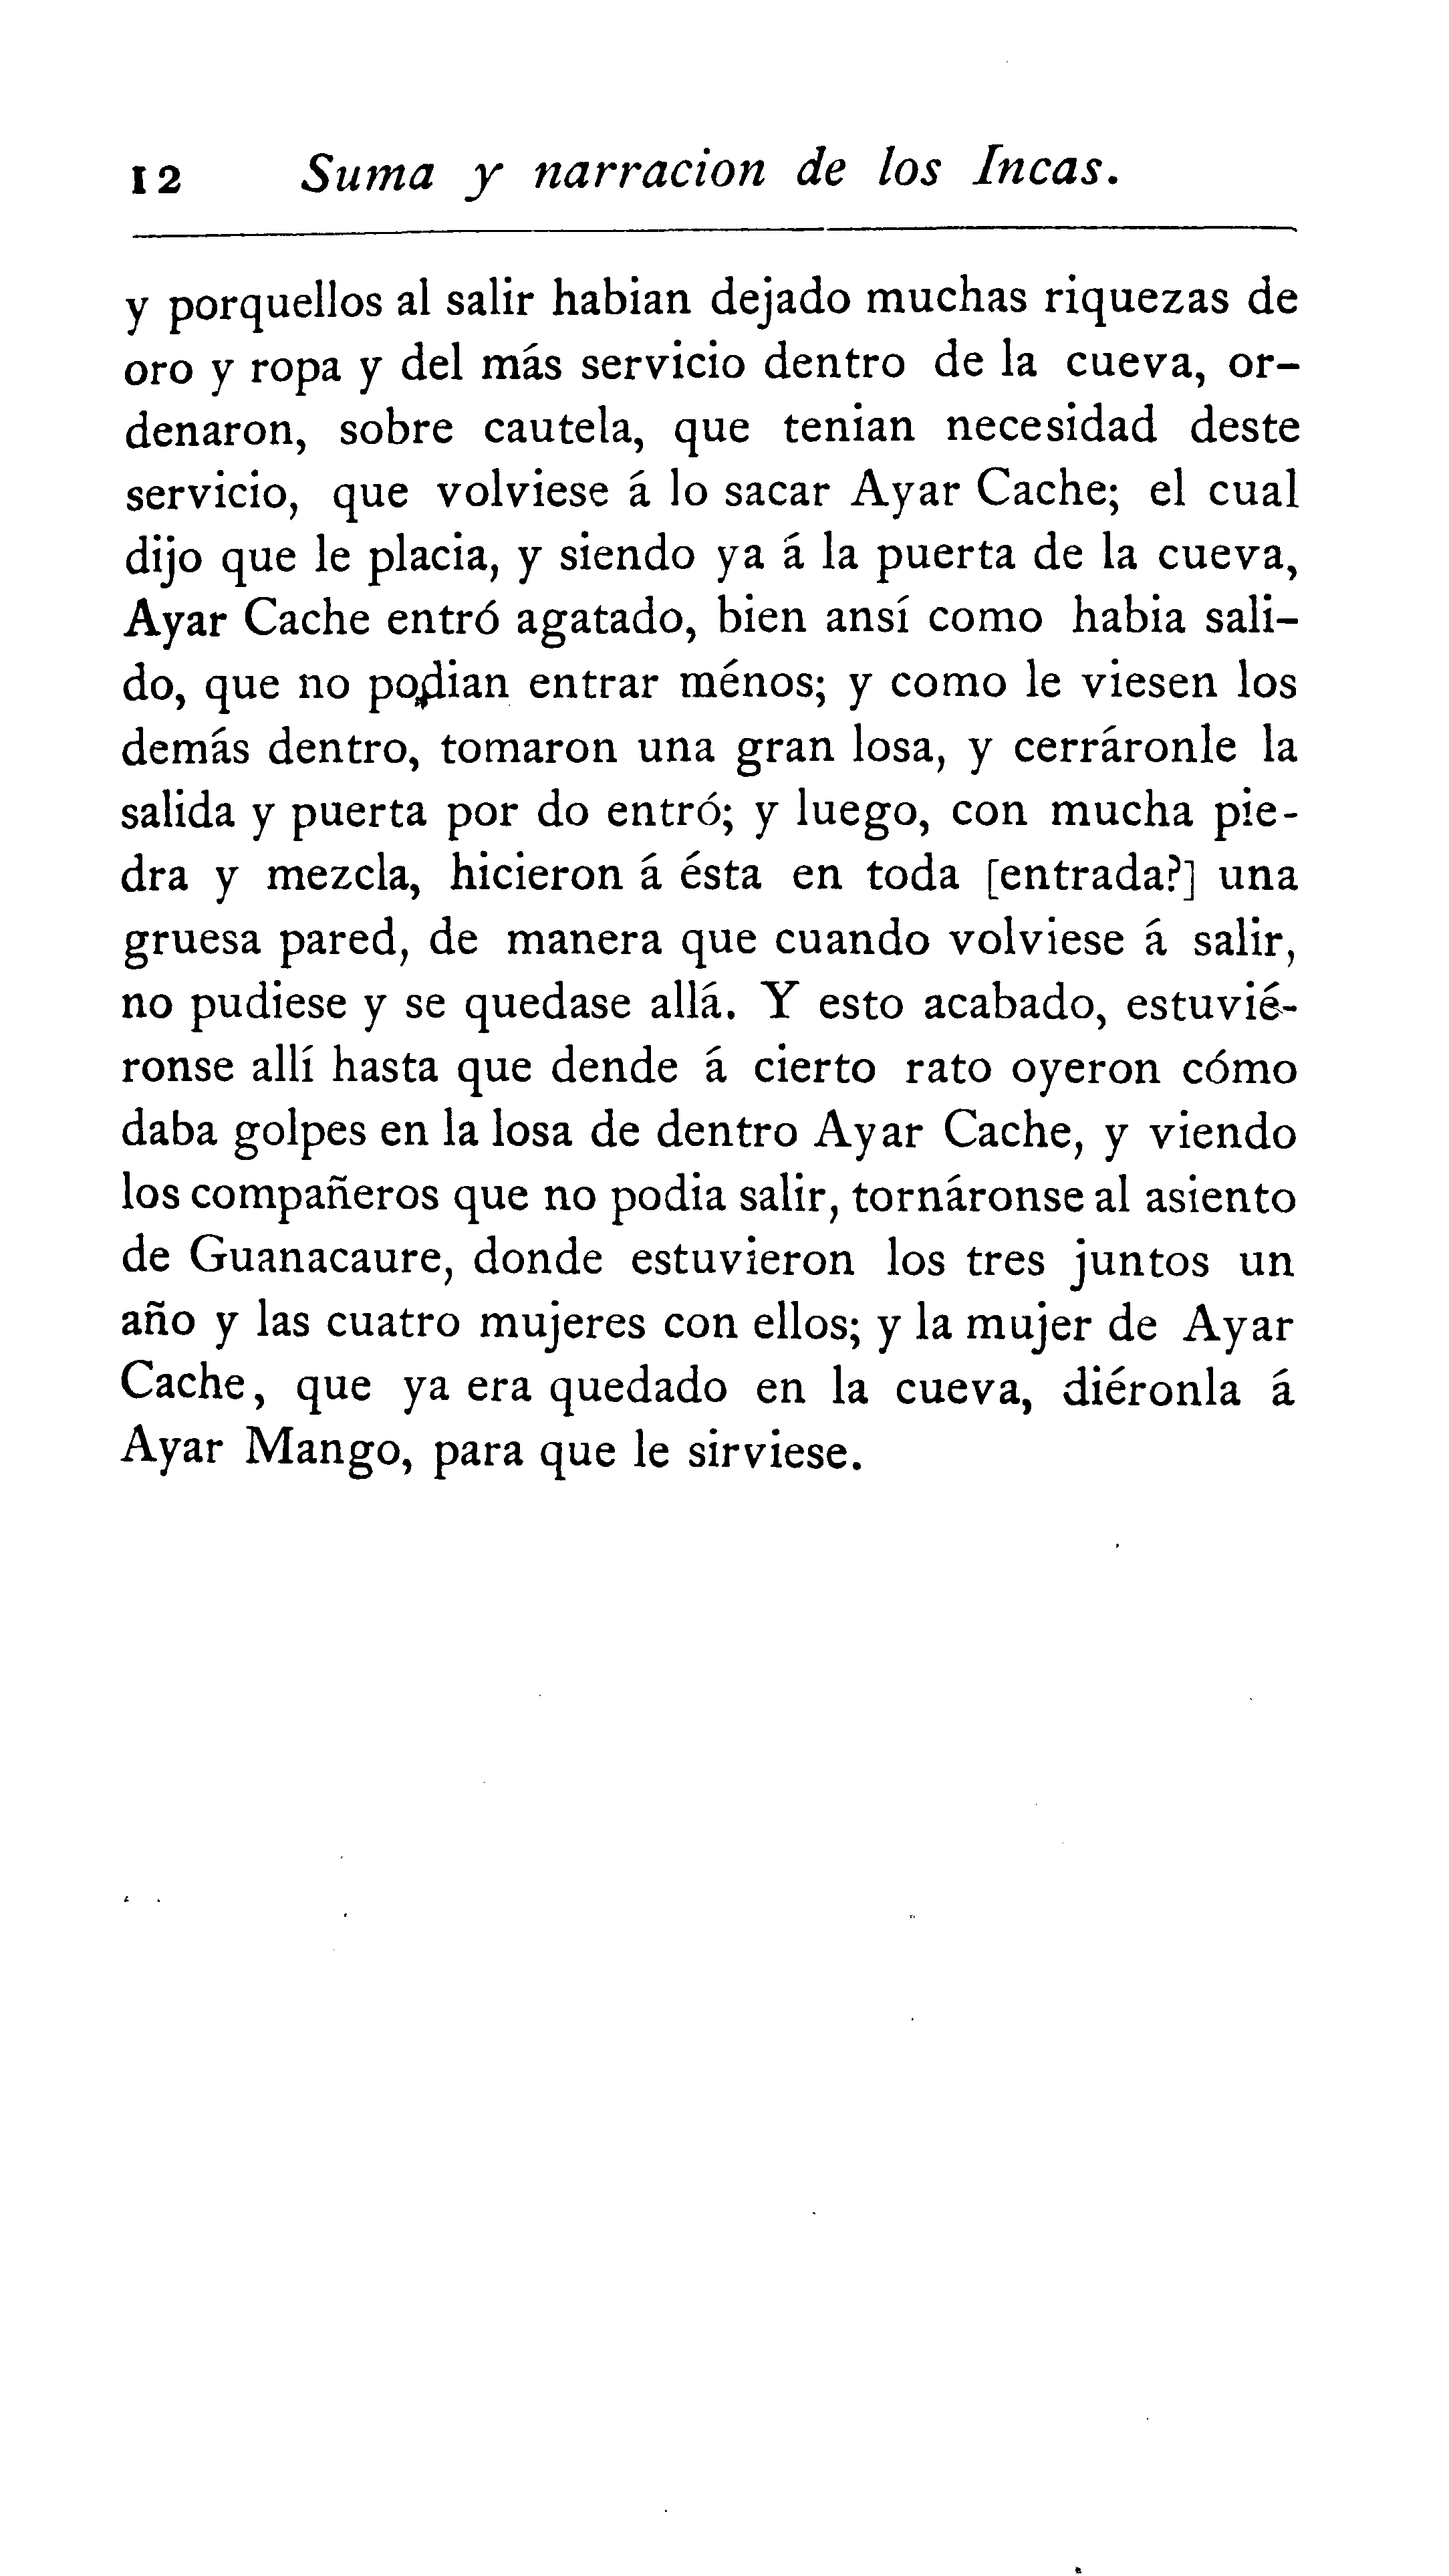 12 Suma y narracion de los Incas.
y porquellos al salir habian dejado muchas riquezas de
oro y ropa y del más servicio dentro de la cueva, or-
denaron, sobre cautela, que tenian necesidad deste
servicio, que volviese á lo sacar Ayar Cache; el cual
dijo que le placia, y siendo ya á la puerta de la cueva,
Ayar Cache entró agatado, bien ansí como habia sali-
do, que no podian entrar ménos; y como le viesen los
demás dentro, tomaron una gran losa, y cerráronle la
salida y puerta por do entró; y luego, con mucha pie-
dra y mezcla, hicieron á ésta en toda [entrada?] una
gruesa pared, de manera que cuando volviese á salir,
no pudiese y se quedase allá. Y esto acabado, estuvié-
ronse allí hasta que dende á cierto rato oyeron cómo
daba golpes en la losa de dentro Ayar Cache, y viendo
los compañeros que no podia salir, tornáronse al asiento
de Guanacaure, donde estuvieron los tres juntos un
año y las cuatro mujeres con ellos; y la mujer de Ayar
Cache, que ya era quedado en la cueva, diéronla á
Ayar Mango, para que le sirviese.